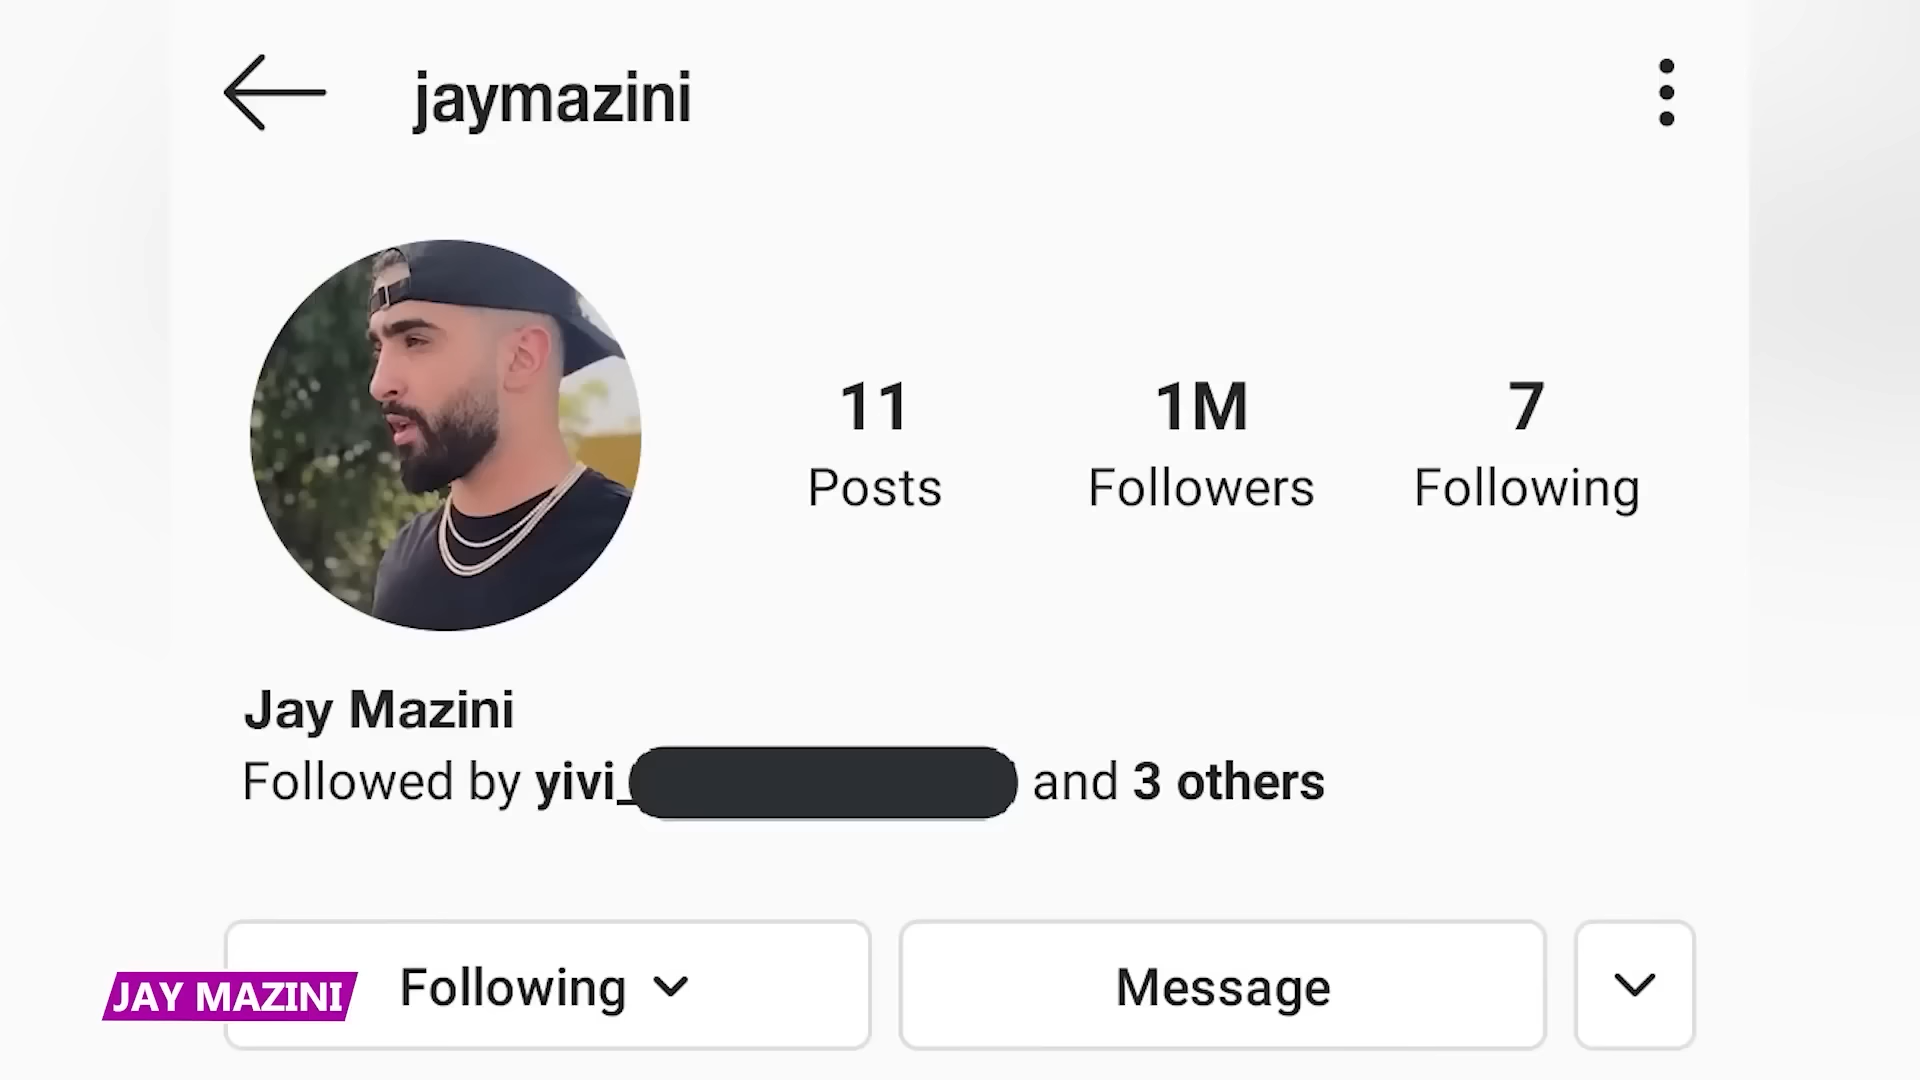 jaymazini
11 1M 7
Posts Followers Following
Jay Mazini
Followed by yivi_ and 3 others
Following Message
JAY MAZINI